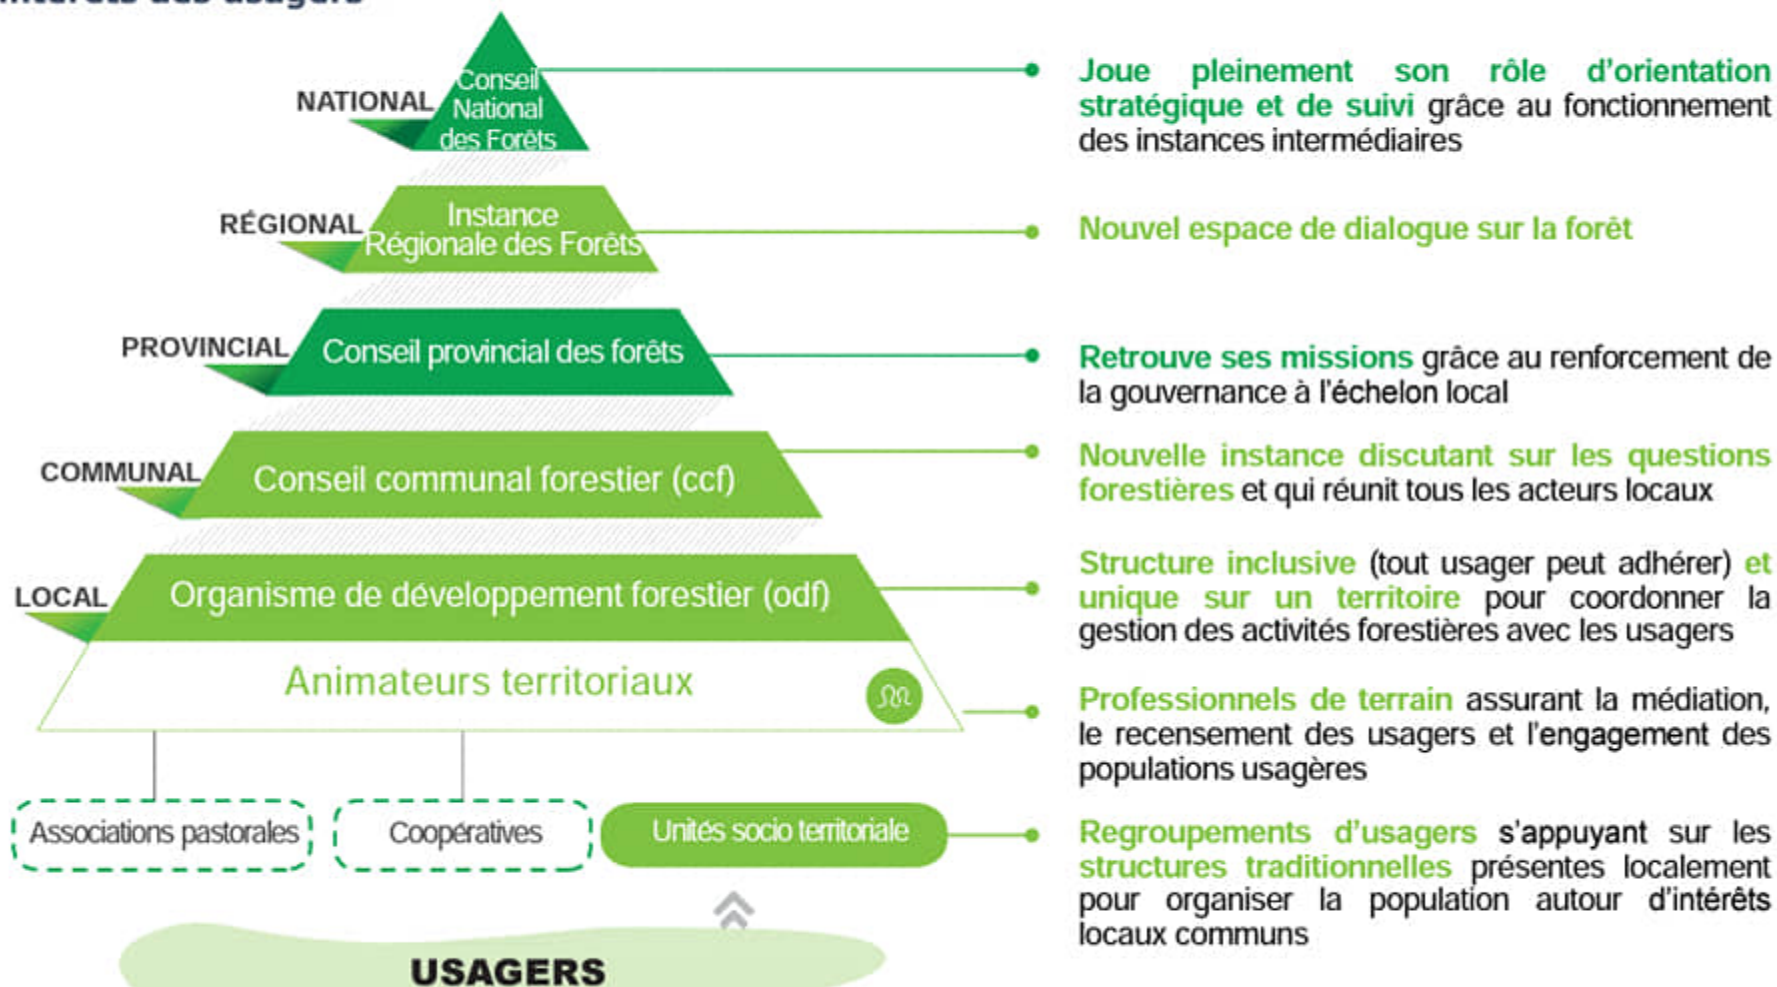 intérêts des usagers
NATIONAL
Conseil
National
des Forêts
Joue pleinement son rôle d'orientation
stratégique et de suivi grâce au fonctionnement
des instances intermédiaires
RÉGIONAL
Instance
Régionale des Forêts
Nouvel espace de dialogue sur la forêt
PROVINCIAL
Conseil provincial des forêts
Retrouve ses missions grâce au renforcement de
la gouvernance à l'échelon local
COMMUNAL
Conseil communal forestier (ccf)
Nouvelle instance discutant sur les questions
forestières et qui réunit tous les acteurs locaux
LOCAL
Organisme de développement forestier (odf)
Structure inclusive (tout usager peut adhérer) et
unique sur un territoire pour coordonner la
gestion des activités forestières avec les usagers
Animateurs territoriaux
Professionnels de terrain assurant la médiation,
le recensement des usagers et l'engagement des
populations usagères
Associations pastorales
Coopératives
Unités socio territoriale
Regroupements d'usagers s'appuyant sur les
structures traditionnelles présentes localement
pour organiser la population autour d'intérêts
locaux communs
USAGERS